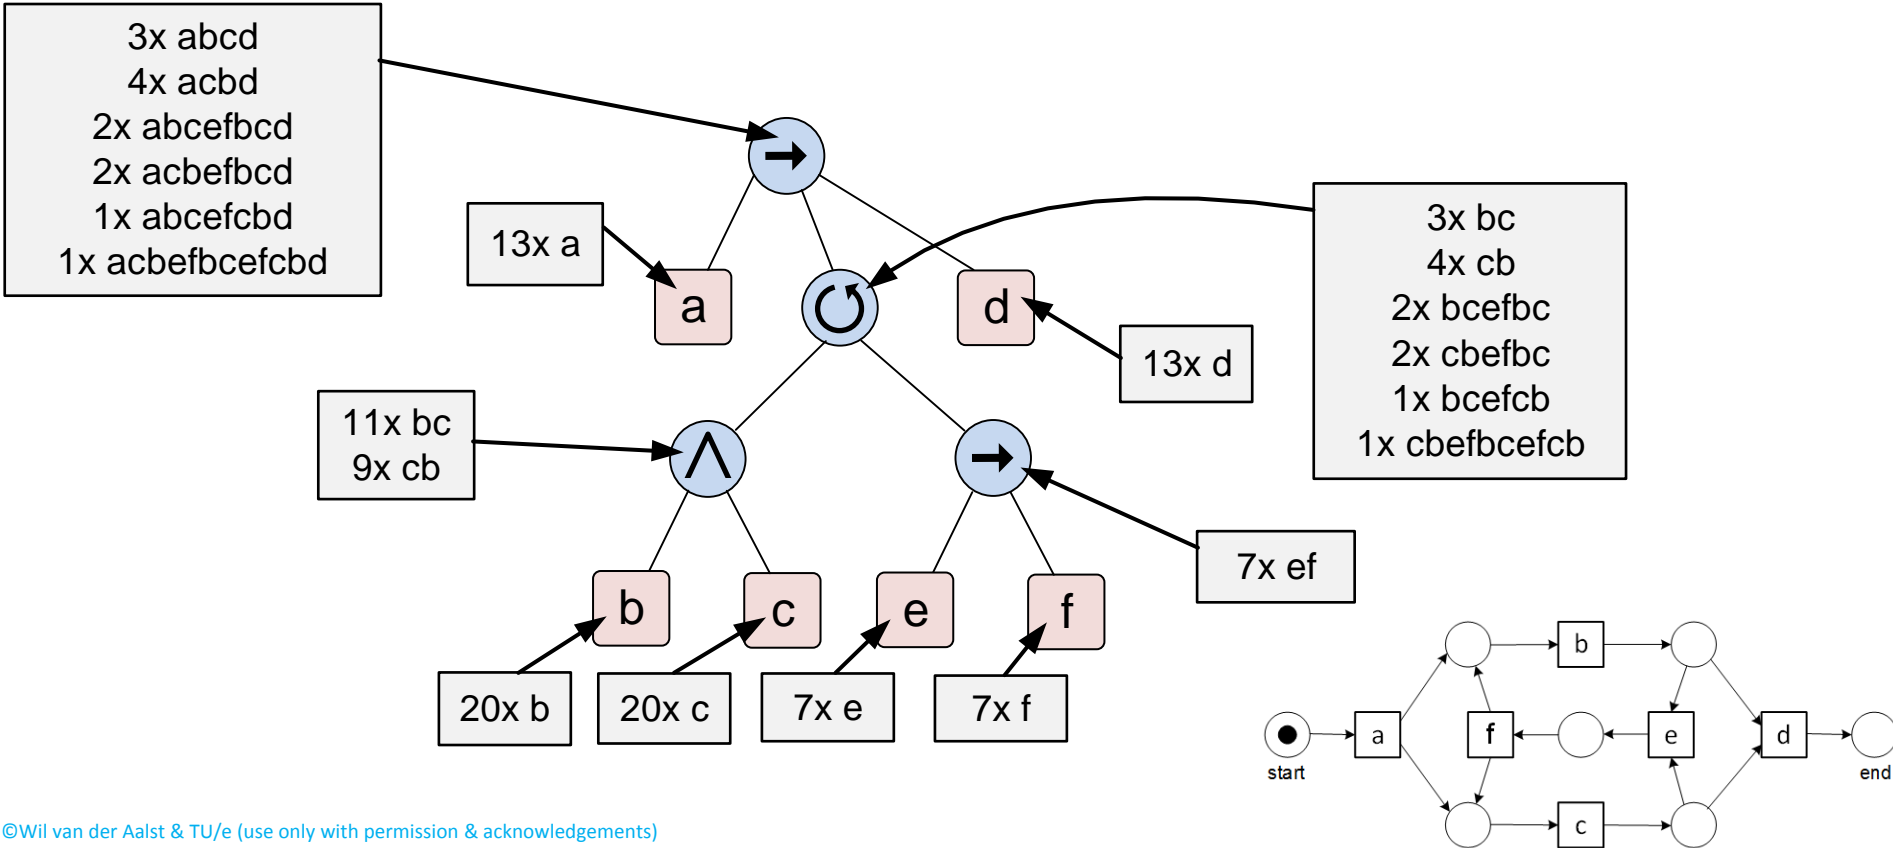 3x abcd
4x acbd
2x abcefbcd
2x acbefbcd
1x abcefcbd
1x acbefbcefcbd
13x a
a
d
13x d
3x bc
4x cb
2x bcefbc
2x cbefbc
1x bcefcb
1x cbefbcefcb
11x bc
9x cb
7x ef
b
c
e
f
20x b
20x c
7x e
7x f
b
a
f
e
d
start
end
c
©Wil van der Aalst & TU/e (use only with permission & acknowledgements)